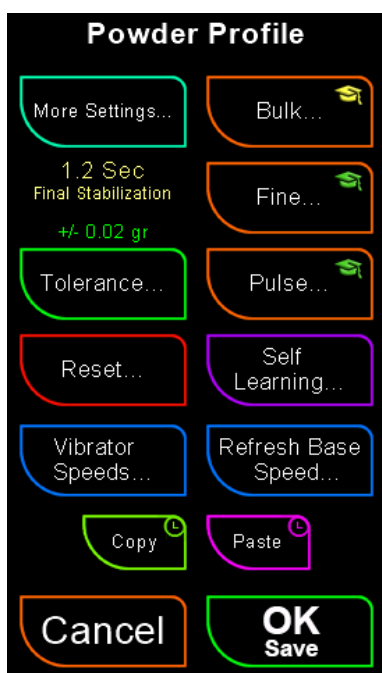 Powder Profile
More Settings...
Bulk...
1.2 Sec
Final Stabilization
Fine...
+/- 0.02 gr
Tolerance...
Pulse...
Reset...
Self
Learning...
Vibrator
Speeds...
Refresh Base
Speed...
Copy
Paste
Cancel
OK
Save